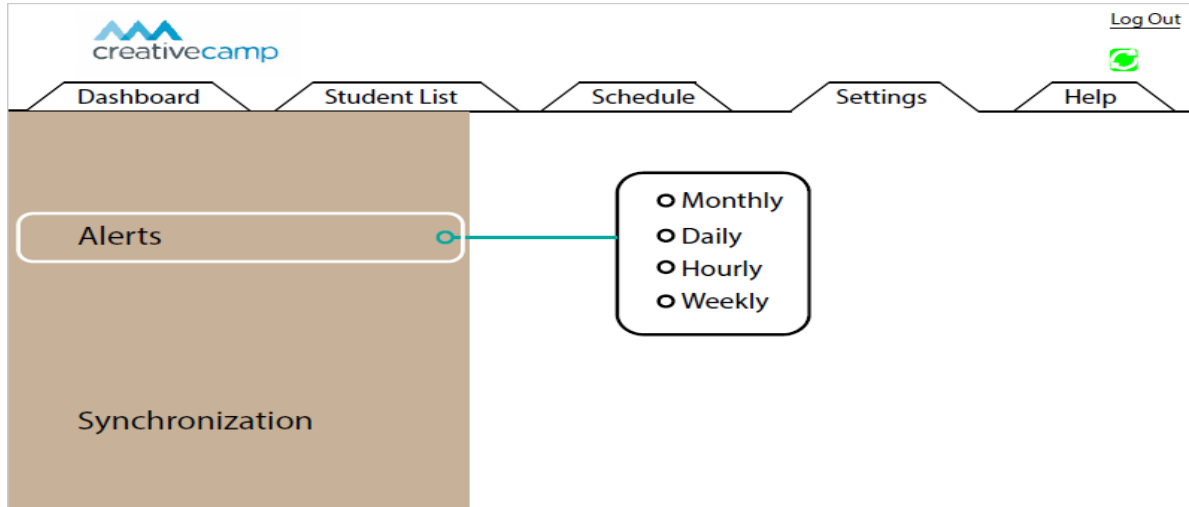 Log Out
creativecamp
Dashboard Student List Schedule Settings Help
Alerts
Monthly
Daily
Hourly
Weekly
Synchronization